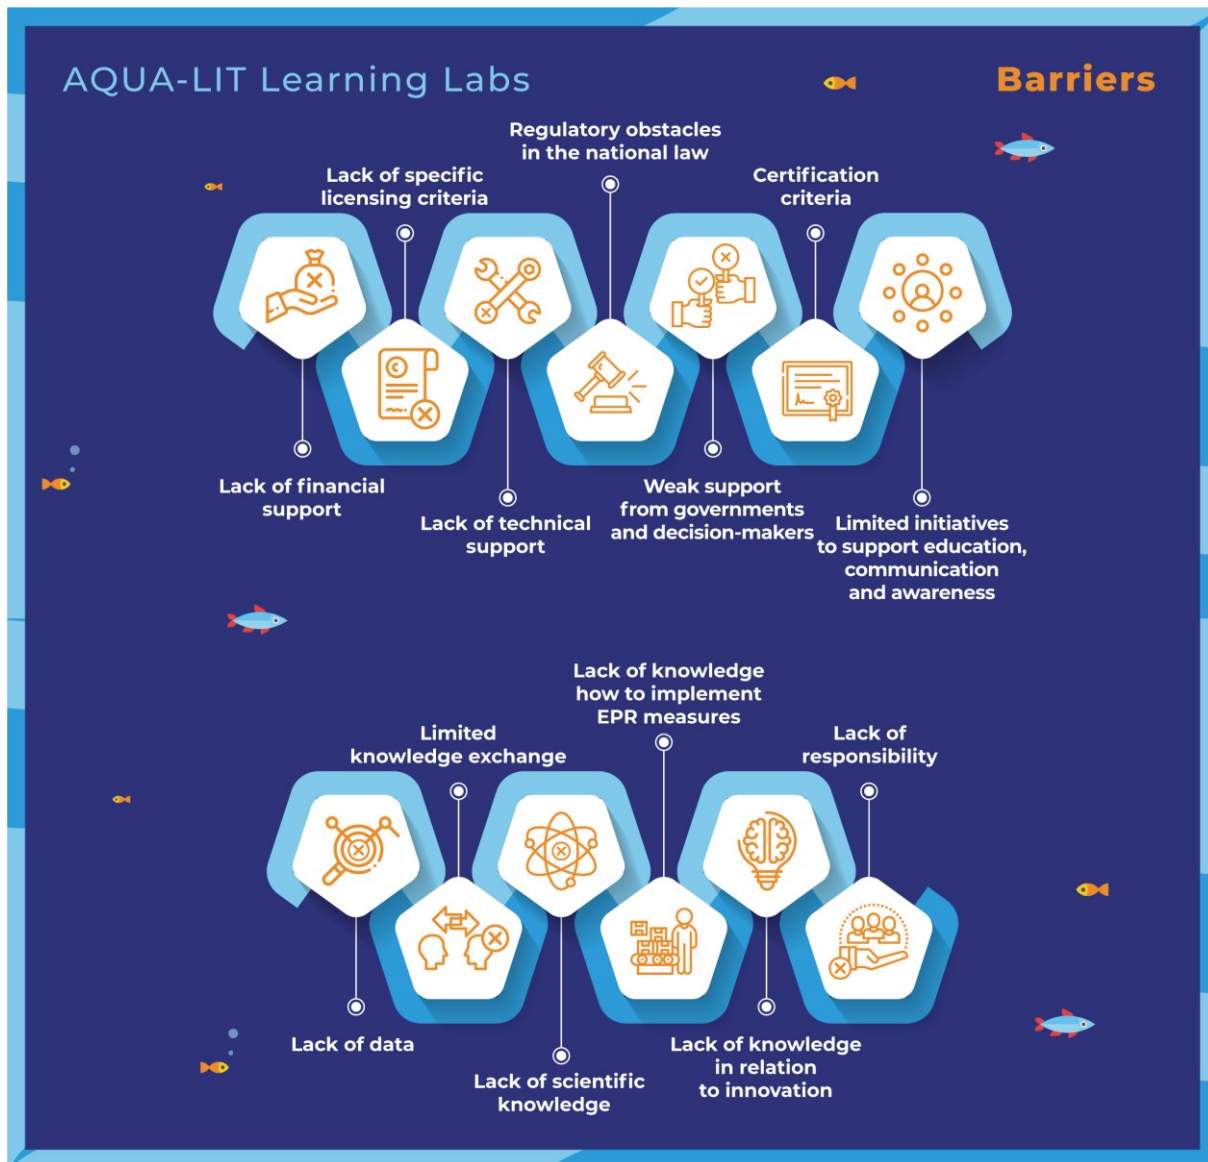 AQUA-LIT Learning Labs
Barriers
Regulatory obstacles
in the national law
Lack of specific
licensing criteria
Certification
criteria
Lack of financial
support
Lack of technical
support
Weak support
from governments
and decision-makers
Limited initiatives
to support education,
communication
and awareness
Lack of knowledge
how to implement
EPR measures
Limited
knowledge exchange
Lack of
responsibility
Lack of data
Lack of scientific
knowledge
Lack of knowledge
in relation
to innovation